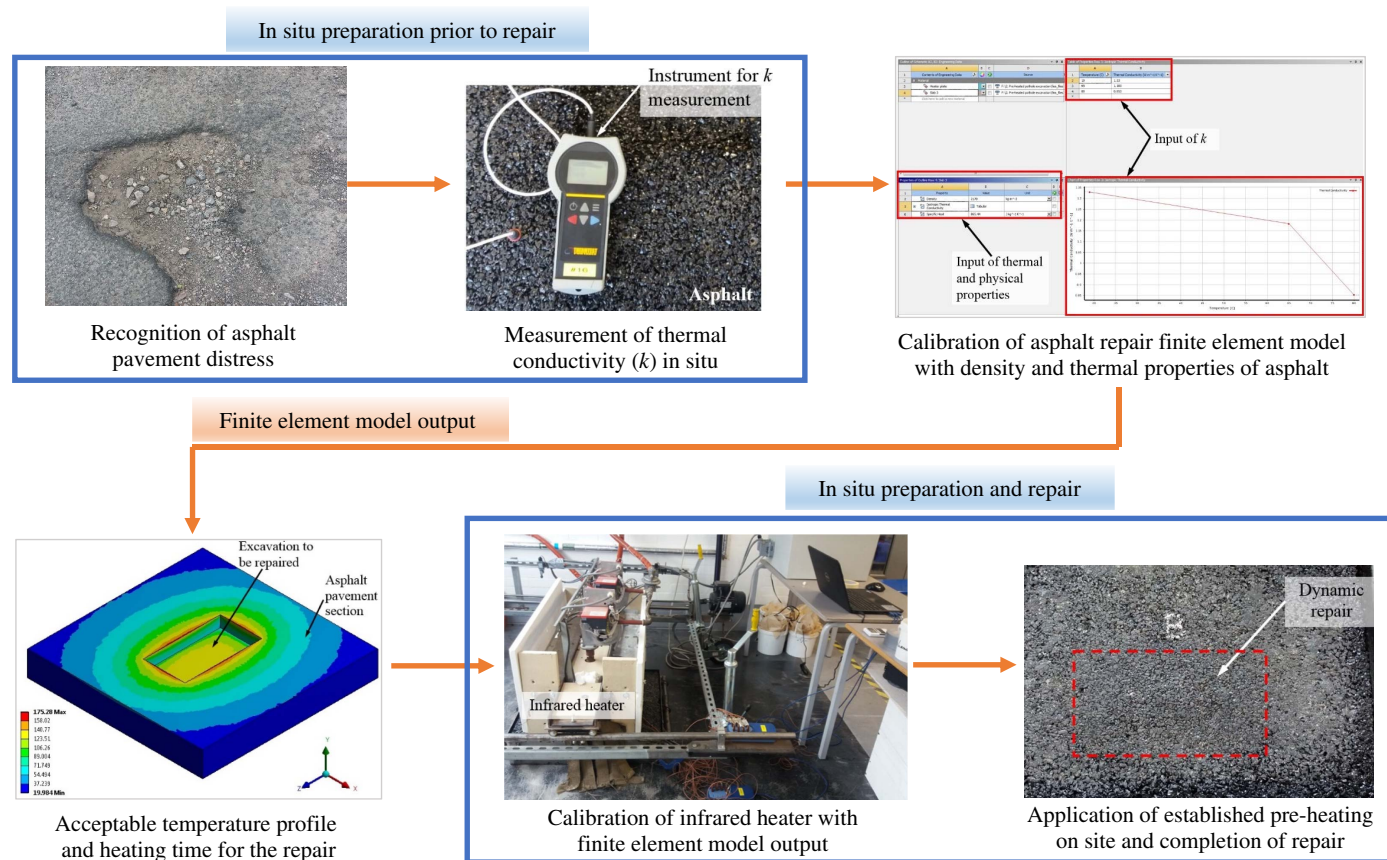 In situ preparation prior to repair
Instrument for k
measurement
Asphalt
Recognition of asphalt
pavement distress
Measurement of thermal
conductivity (k) in situ
Input of k
Input of thermal
and physical
properties
Calibration of asphalt repair finite element model
with density and thermal properties of asphalt
Finite element model output
In situ preparation and repair
Excavation to
be repaired
Asphalt
pavement
section
175.28 Max
158.02
140.77
123.51
106.26
89.004
71.749
54.494
37.239
19.984 Min
Y
Z
X
Acceptable temperature profile
and heating time for the repair
Infrared heater
Calibration of infrared heater with
finite element model output
Dynamic
repair
B
Application of established pre-heating
on site and completion of repair